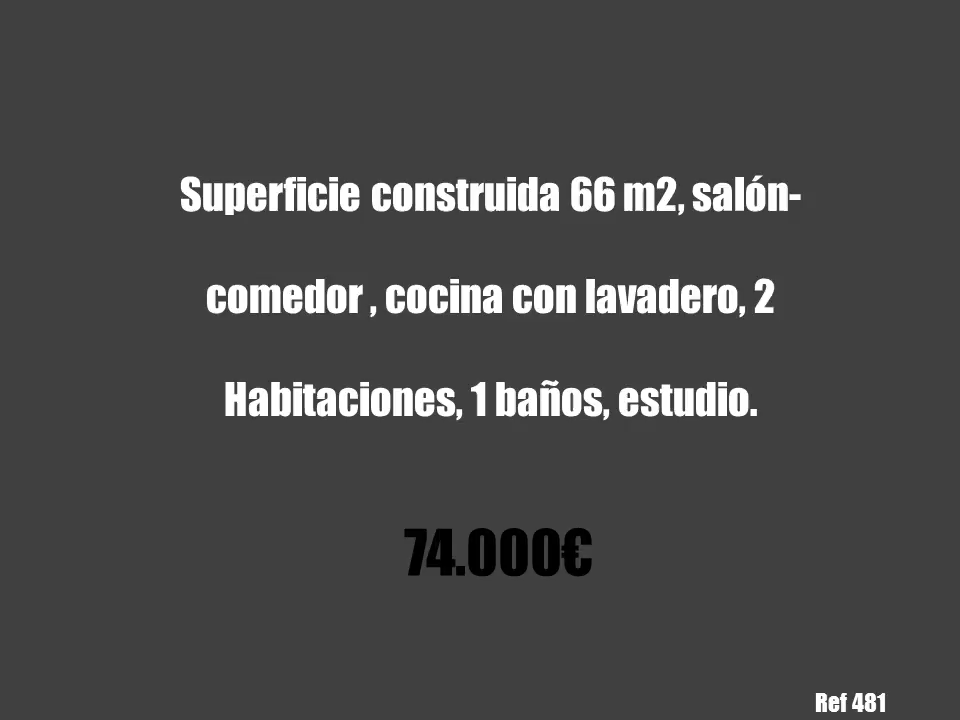 Superficie construida 66 m2, salón-
comedor , cocina con lavadero, 2
Habitaciones, 1 baños, estudio.
74.000€
Ref 481